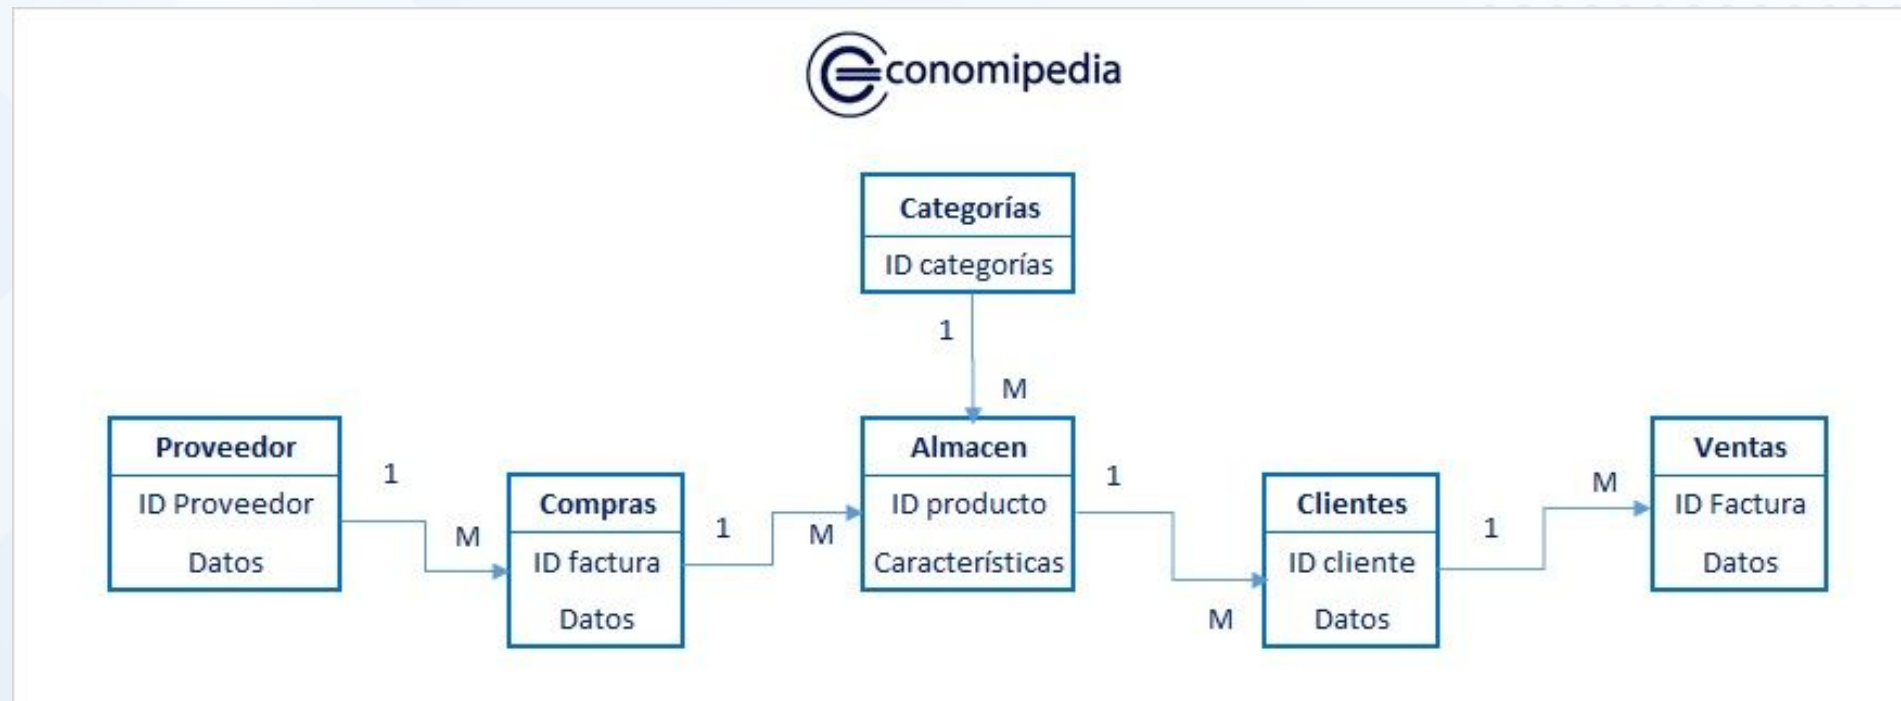 economipedia
Categorías
ID categorías
1
M
Proveedor
ID Proveedor
Datos
1
M
Compras
ID factura
Datos
1
M
Almacen
ID producto
Características
1
M
Clientes
ID cliente
Datos
1
M
Ventas
ID Factura
Datos